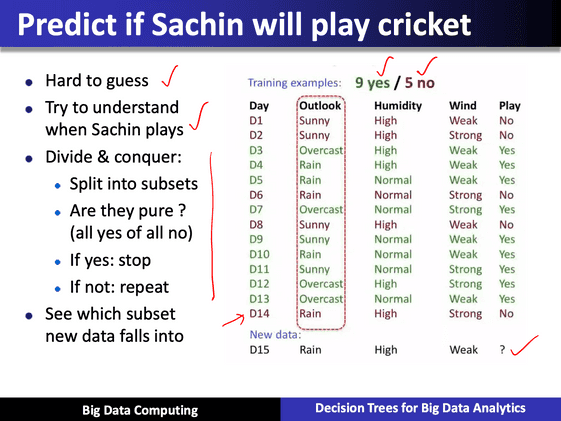 Predict if Sachin will play cricket
Hard to guess
Try to understand
when Sachin plays
Divide & conquer:
Split into subsets
Are they pure ?
(all yes of all no)
If yes: stop
If not: repeat
See which subset
new data falls into
Training examples: 9 yes / 5 no
Day Outlook Humidity Wind Play
D1 Sunny High Weak No
D2 Sunny High Strong No
D3 Overcast High Weak Yes
D4 Rain High Weak Yes
D5 Rain Normal Weak Yes
D6 Rain Normal Strong No
D7 Overcast Normal Strong Yes
D8 Sunny High Weak No
D9 Sunny Normal Weak Yes
D10 Rain Normal Weak Yes
D11 Sunny Normal Strong Yes
D12 Overcast High Strong Yes
D13 Overcast Normal Weak Yes
D14 Rain High Strong No
New data:
D15 Rain High Weak ?
Big Data Computing
Decision Trees for Big Data Analytics